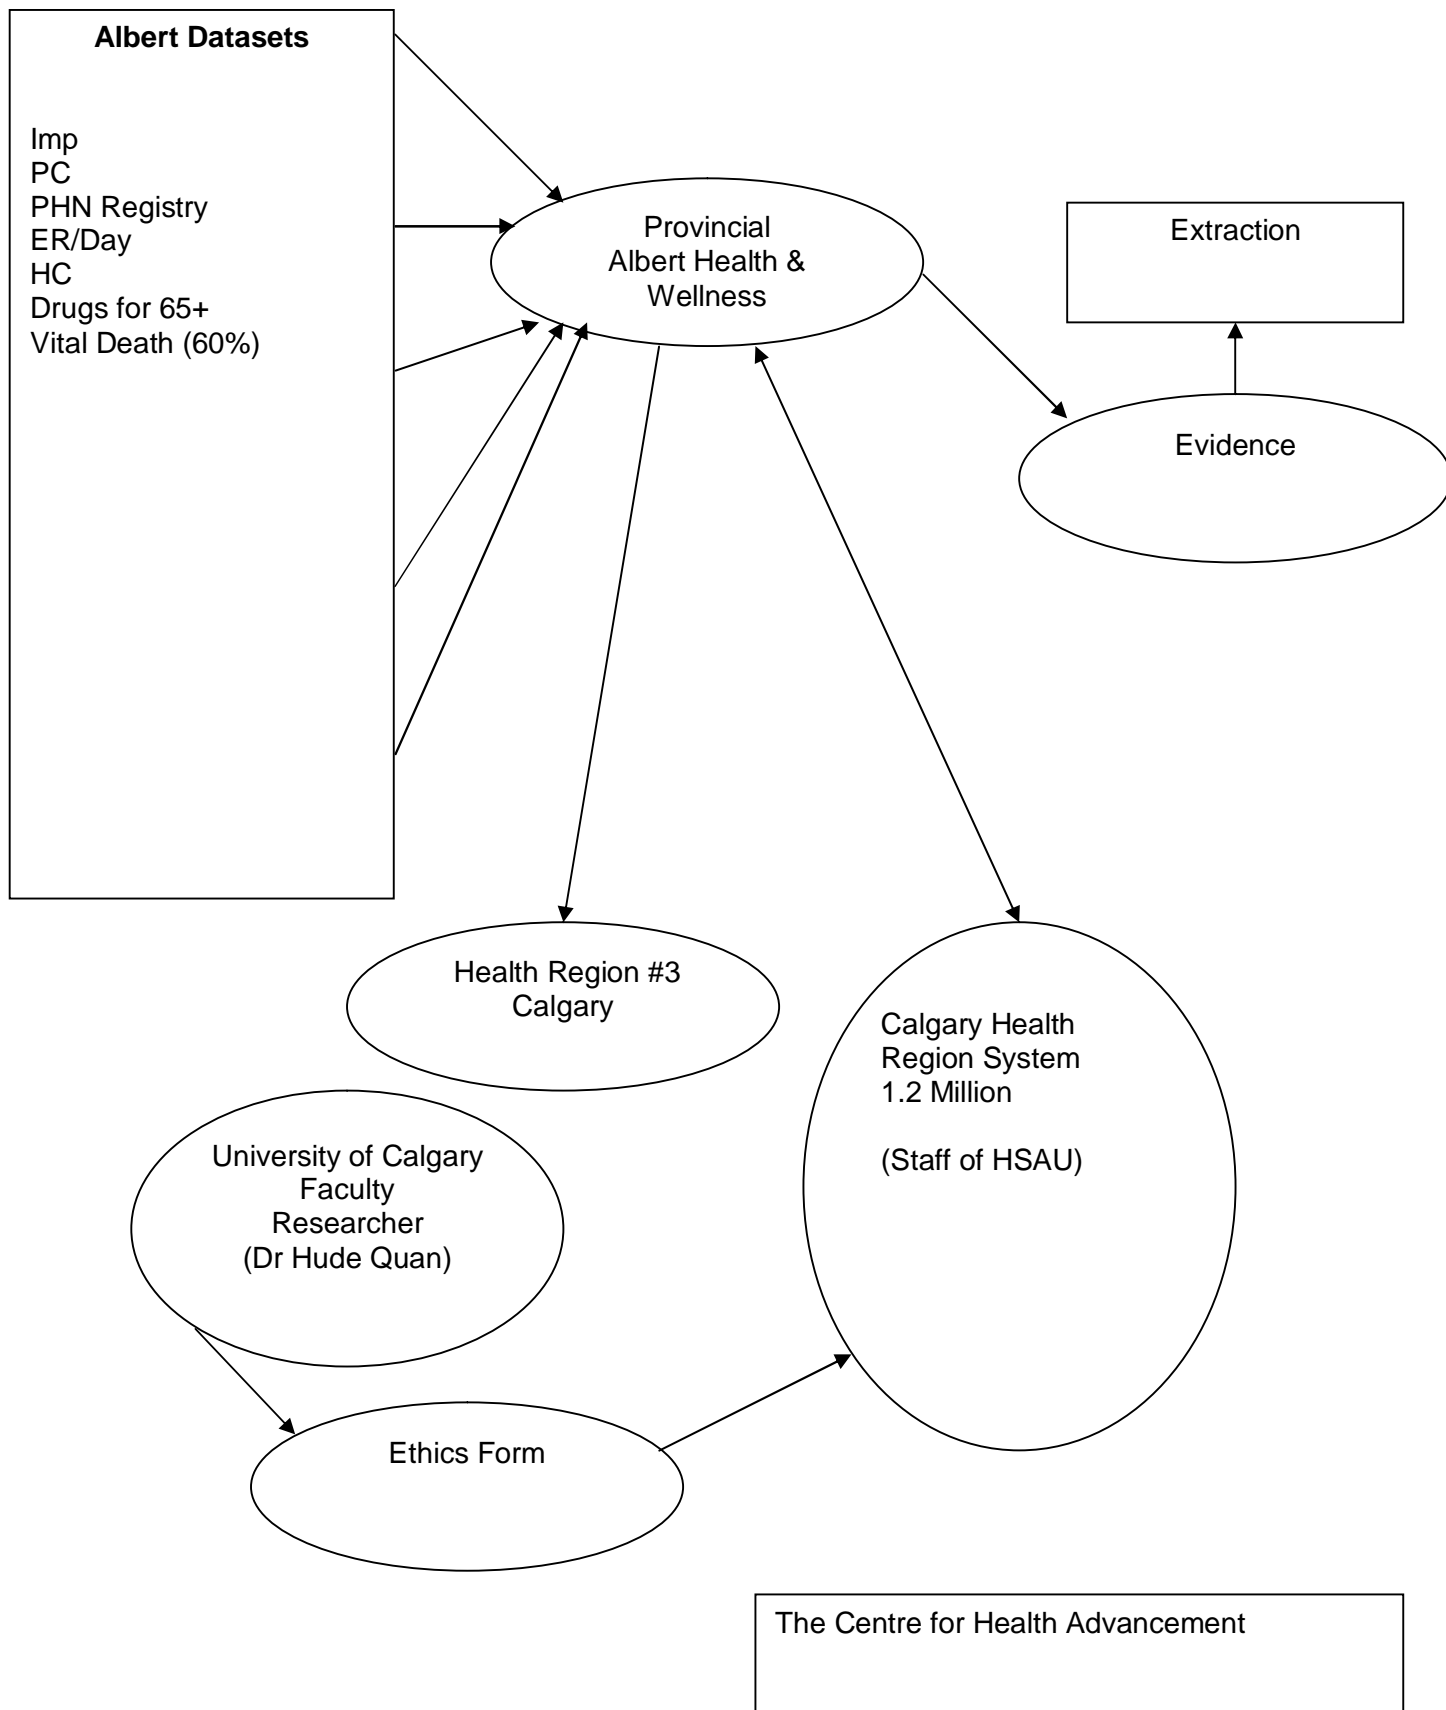 Albert Datasets
Imp
PC
PHN Registry
ER/Day
HC
Drugs for 65+
Vital Death (60%)
Provincial
Albert Health &
Wellness
Extraction
Evidence
Health Region #3
Calgary
Calgary Health
Region System
1.2 Million
(Staff of HSAU)
University of Calgary
Faculty
Researcher
(Dr Hude Quan)
Ethics Form
The Centre for Health Advancement